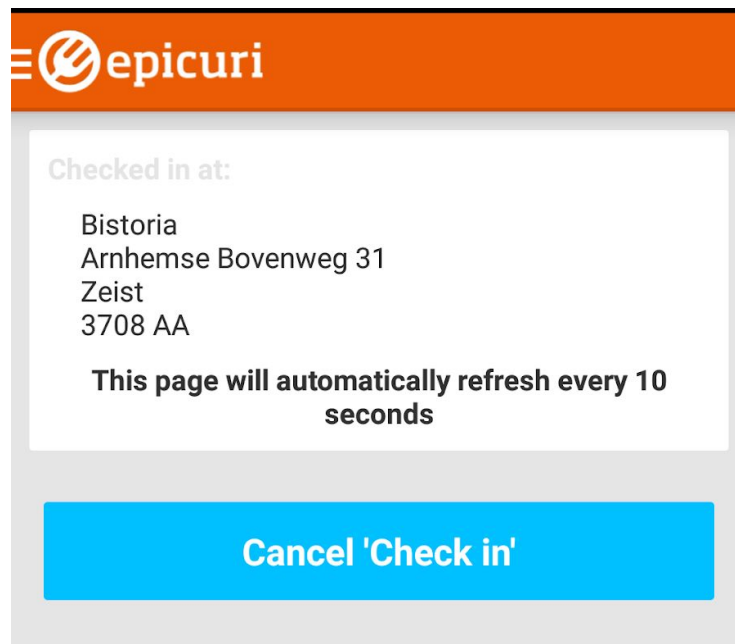 epicuri
Checked in at:
Bistoria
Arnhemse Bovenweg 31
Zeist
3708 AA
This page will automatically refresh every 10
seconds
Cancel 'Check in'